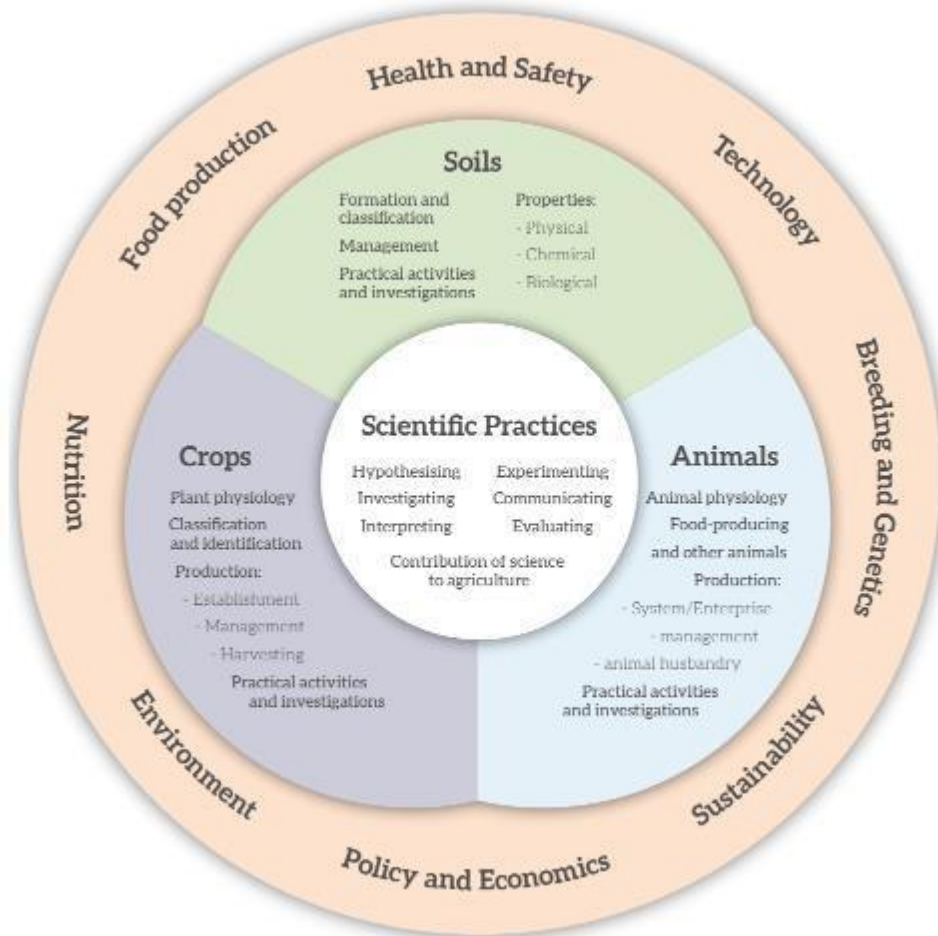 Health and Safety
Food production
Technology
Nutrition
Breeding and Genetics
Environment
Sustainability
Policy and Economics
Soils
Formation and
classification
Management
Practical activities
and investigations
Properties:
- Physical
- Chemical
- Biological
Crops
Plant physiology
Classification
and identification
Production:
- Establishment
- Management
- Harvesting
Practical activities
and investigations
Scientific Practices
Hypothesising
Investigating
Interpreting
Experimenting
Communicating
Evaluating
Contribution of science
to agriculture
Animals
Animal physiology
Food-producing
and other animals
Production:
- System/Enterprise
- management
- animal husbandry
Practical activities
and investigations